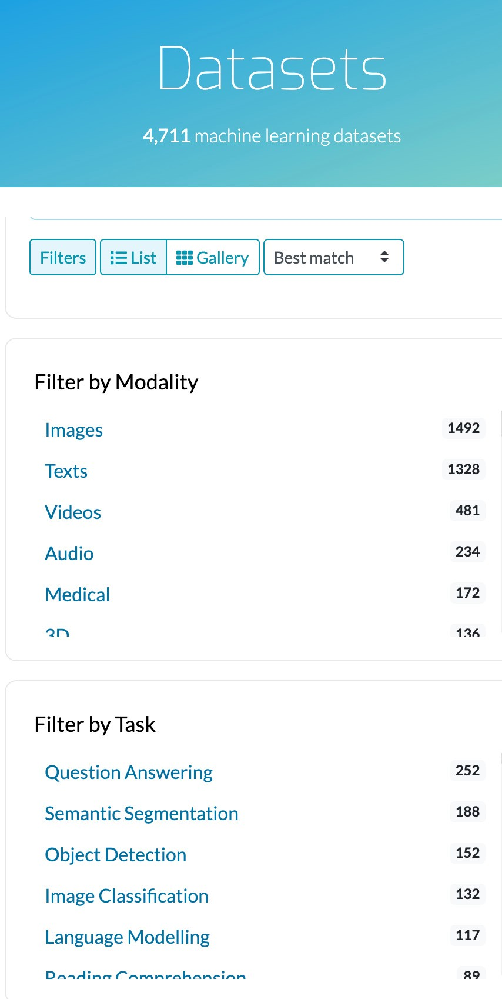 Datasets
4,711 machine learning datasets
Filters List Gallery Best match
Filter by Modality
Images 1492
Texts 1328
Videos 481
Audio 234
Medical 172
3D 136
Filter by Task
Question Answering 252
Semantic Segmentation 188
Object Detection 152
Image Classification 132
Language Modelling 117
Reading Comprehension 89